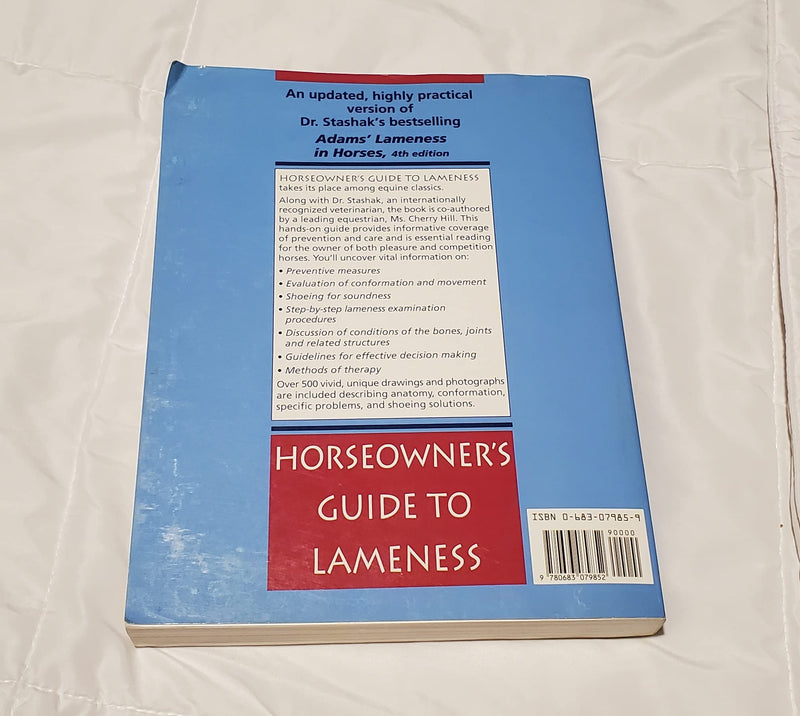 An updated, highly practical
version of
Dr. Stashak's bestselling
Adams' Lameness
in Horses, 4th edition
HORSEOWNER'S GUIDE TO LAMENESS
takes its place among equine classics.
Along with Dr. Stashak, an internationally
recognized veterinarian, the book is co-authored
by a leading equestrian, Ms. Cherry Hill. This
hands-on guide provides informative coverage
of prevention and care and is essential reading
for the owner of both pleasure and competition
horses. You'll uncover vital information on:
• Preventive measures
• Evaluation of conformation and movement
• Shoeing for soundness
• Step-by-step lameness examination
procedures
• Discussion of conditions of the bones, joints
and related structures
• Guidelines for effective decision making
• Methods of therapy
Over 500 vivid, unique drawings and photographs
are included describing anatomy, conformation,
specific problems, and shoeing solutions.
HORSEOWNER'S
GUIDE TO
LAMENESS
ISBN 0-683-07985-9
90000
9 780683 079852